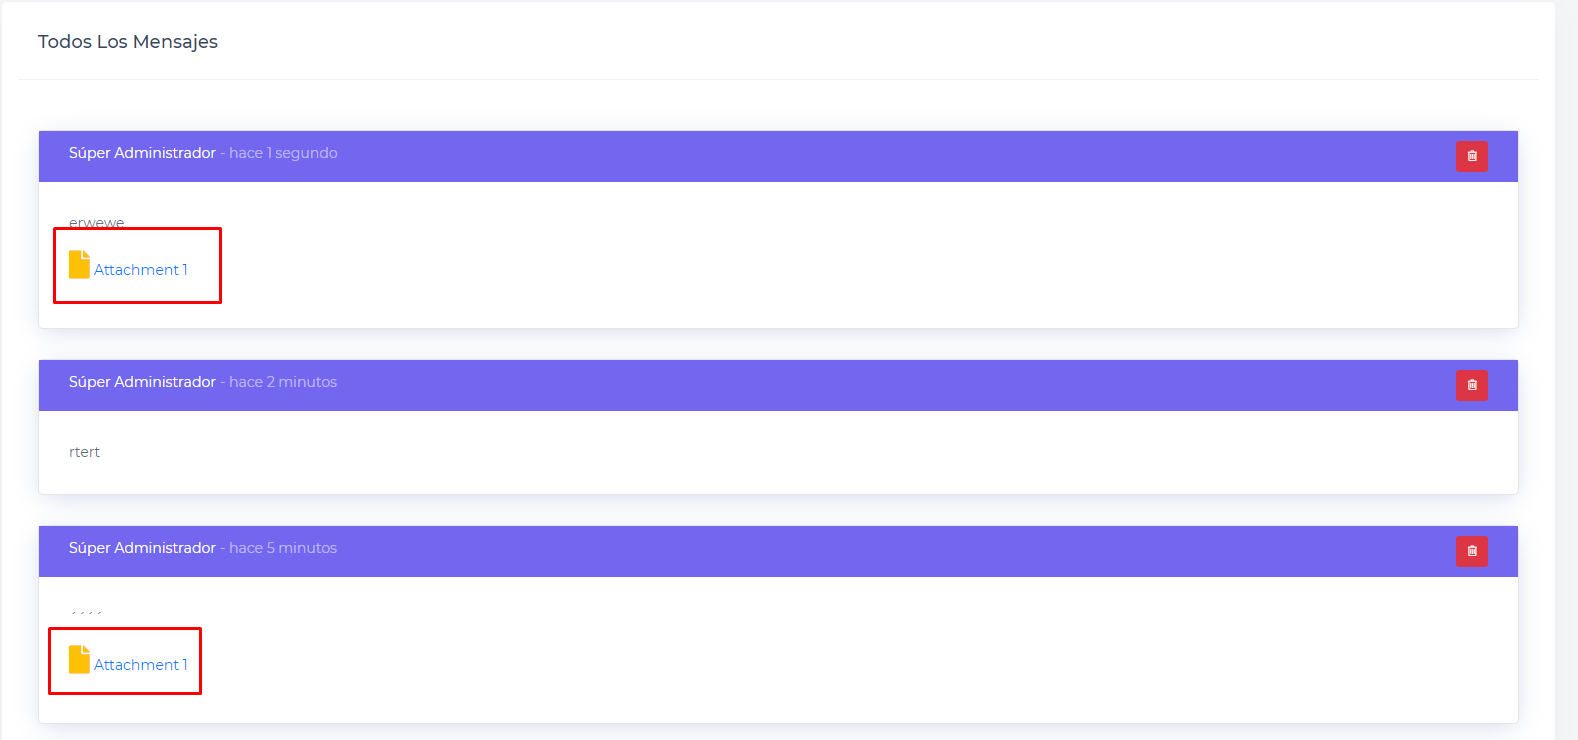 Todos Los Mensajes
Súper Administrador - hace 1 segundo
erwewe
Attachment 1
Súper Administrador - hace 2 minutos
rtert
Súper Administrador - hace 5 minutos
Attachment 1